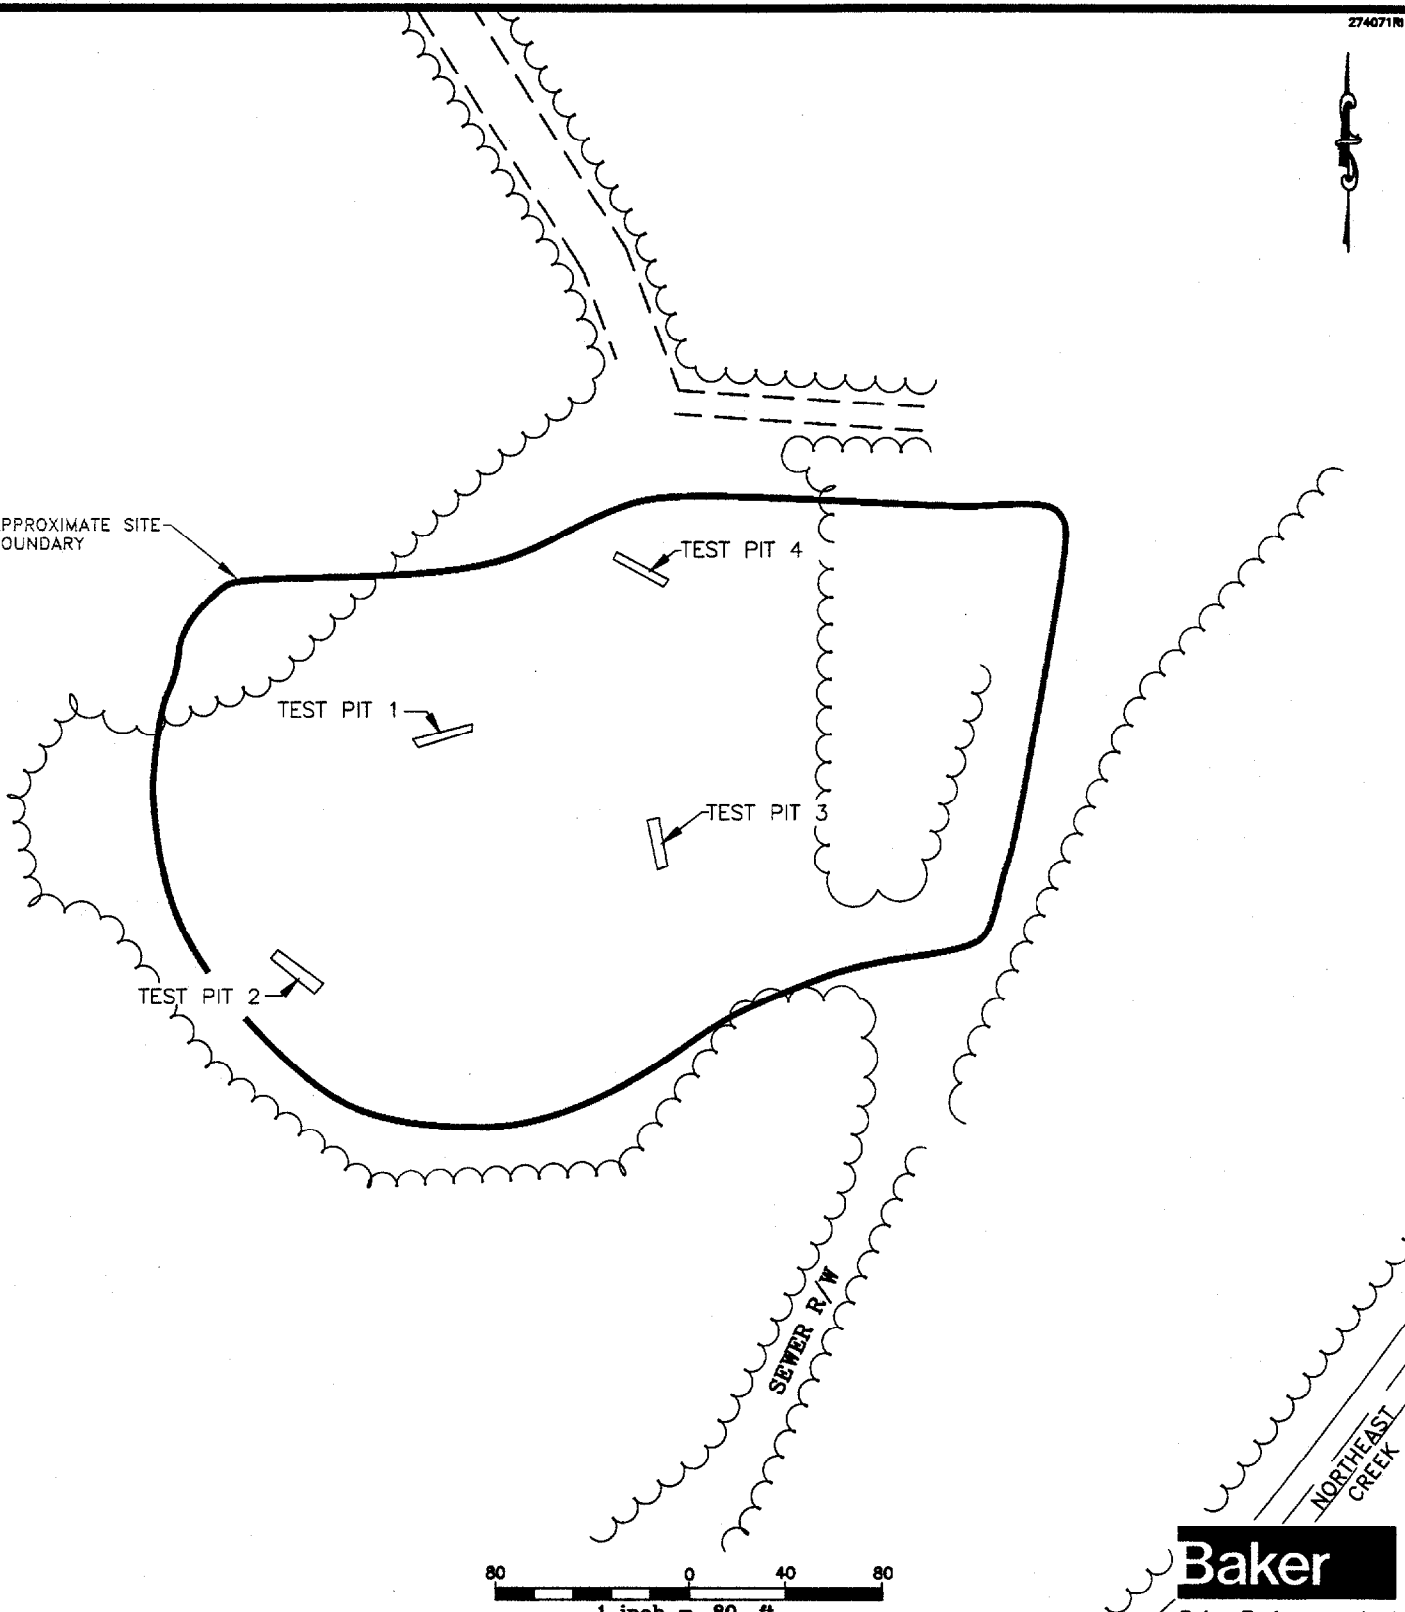 274071RI
PPROXIMATE SITE
OUNDARY
TEST PIT 4
TEST PIT 1
TEST PIT 3
TEST PIT 2
SEWER R/W
NORTHEAST
CREEK
Baker
80 0 40 80
1 inch = 80 ft.